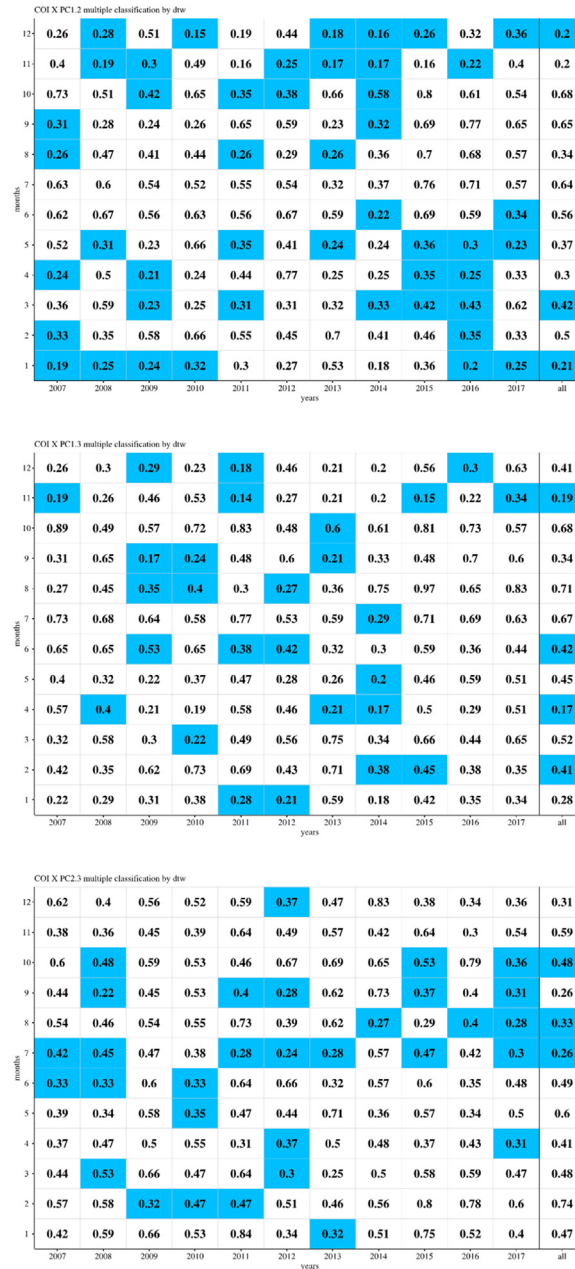 COI X PC1.2 multiple classification by dtw
12 0.26 0.28 0.51 0.15 0.19 0.44 0.18 0.16 0.26 0.32 0.36 0.2
11 0.4 0.19 0.3 0.49 0.16 0.25 0.17 0.17 0.16 0.22 0.4 0.2
10 0.73 0.51 0.42 0.65 0.35 0.38 0.66 0.58 0.8 0.61 0.54 0.68
9 0.31 0.28 0.24 0.26 0.65 0.59 0.23 0.32 0.69 0.77 0.65 0.65
8 0.26 0.47 0.41 0.44 0.26 0.29 0.26 0.36 0.7 0.68 0.57 0.34
7 0.63 0.6 0.54 0.52 0.55 0.54 0.32 0.37 0.76 0.71 0.57 0.64
months
6 0.62 0.67 0.56 0.63 0.56 0.67 0.59 0.22 0.69 0.59 0.34 0.56
5 0.52 0.31 0.23 0.66 0.35 0.41 0.24 0.24 0.36 0.3 0.23 0.37
4 0.24 0.5 0.21 0.24 0.44 0.77 0.25 0.25 0.35 0.25 0.33 0.3
3 0.36 0.59 0.23 0.25 0.31 0.31 0.32 0.33 0.42 0.43 0.62 0.42
2 0.33 0.35 0.58 0.66 0.55 0.45 0.7 0.41 0.46 0.35 0.33 0.5
1 0.19 0.25 0.24 0.32 0.3 0.27 0.53 0.18 0.36 0.2 0.25 0.21
2007 2008 2009 2010 2011 2012 2013 2014 2015 2016 2017 all
years
COI X PC1.3 multiple classification by dtw
12 0.26 0.3 0.29 0.23 0.18 0.46 0.21 0.2 0.56 0.3 0.63 0.41
11 0.19 0.26 0.46 0.53 0.14 0.27 0.21 0.2 0.15 0.22 0.34 0.19
10 0.89 0.49 0.57 0.72 0.83 0.48 0.6 0.61 0.81 0.73 0.57 0.68
9 0.31 0.65 0.17 0.24 0.48 0.6 0.21 0.33 0.48 0.7 0.6 0.34
8 0.27 0.45 0.35 0.4 0.3 0.27 0.36 0.75 0.97 0.65 0.83 0.71
7 0.73 0.68 0.64 0.58 0.77 0.53 0.59 0.29 0.71 0.69 0.63 0.67
months
6 0.65 0.65 0.53 0.65 0.38 0.42 0.32 0.3 0.59 0.36 0.44 0.42
5 0.4 0.32 0.22 0.37 0.47 0.28 0.26 0.2 0.46 0.59 0.51 0.45
4 0.57 0.4 0.21 0.19 0.58 0.46 0.21 0.17 0.5 0.29 0.51 0.17
3 0.32 0.58 0.3 0.22 0.49 0.56 0.75 0.34 0.66 0.44 0.65 0.52
2 0.42 0.35 0.62 0.73 0.69 0.43 0.71 0.38 0.45 0.38 0.35 0.41
1 0.22 0.29 0.31 0.38 0.28 0.21 0.59 0.18 0.42 0.35 0.34 0.28
2007 2008 2009 2010 2011 2012 2013 2014 2015 2016 2017 all
years
COI X PC2.3 multiple classification by dtw
12 0.62 0.4 0.56 0.52 0.59 0.37 0.47 0.83 0.38 0.34 0.36 0.31
11 0.38 0.36 0.45 0.39 0.64 0.49 0.57 0.42 0.64 0.3 0.54 0.59
10 0.6 0.48 0.59 0.53 0.46 0.67 0.69 0.65 0.53 0.79 0.36 0.48
9 0.44 0.22 0.45 0.53 0.4 0.28 0.62 0.73 0.37 0.4 0.31 0.26
8 0.54 0.46 0.54 0.55 0.73 0.39 0.62 0.27 0.29 0.4 0.28 0.33
7 0.42 0.45 0.47 0.38 0.28 0.24 0.28 0.57 0.47 0.42 0.3 0.26
months
6 0.33 0.33 0.6 0.33 0.64 0.66 0.32 0.57 0.6 0.35 0.48 0.49
5 0.39 0.34 0.58 0.35 0.47 0.44 0.71 0.36 0.57 0.34 0.5 0.6
4 0.37 0.47 0.5 0.55 0.31 0.37 0.5 0.48 0.37 0.43 0.31 0.41
3 0.44 0.53 0.66 0.47 0.64 0.3 0.25 0.5 0.58 0.59 0.47 0.48
2 0.57 0.58 0.32 0.47 0.47 0.51 0.46 0.56 0.8 0.78 0.6 0.74
1 0.42 0.59 0.66 0.53 0.84 0.34 0.32 0.51 0.75 0.52 0.4 0.47
2007 2008 2009 2010 2011 2012 2013 2014 2015 2016 2017 all
years